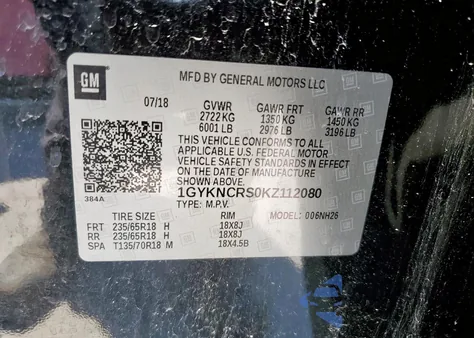 GM
MFD BY GENERAL MOTORS LLC
07/18 GVWR GAWR FRT GAWR RR
2722KG 1350 KG 1450 KG
6001 LB 2976 LB 3196 LB
THIS VEHICLE CONFORMS TO ALL
APPLICABLE U.S. FEDERAL MOTOR
VEHICLE SAFETY STANDARDS IN EFFECT
ON THE DATE OF MANUFACTURE
SHOWN ABOVE.
384A
1GYKNCRS0KZ112080
TYPE: M.P.V. MODEL: 006NH26
TIRE SIZE RIM
FRT 235/65R18 H 18X8J
RR 235/65R18 H 18X8J
SPA T135/70R18 M 18X4.5B